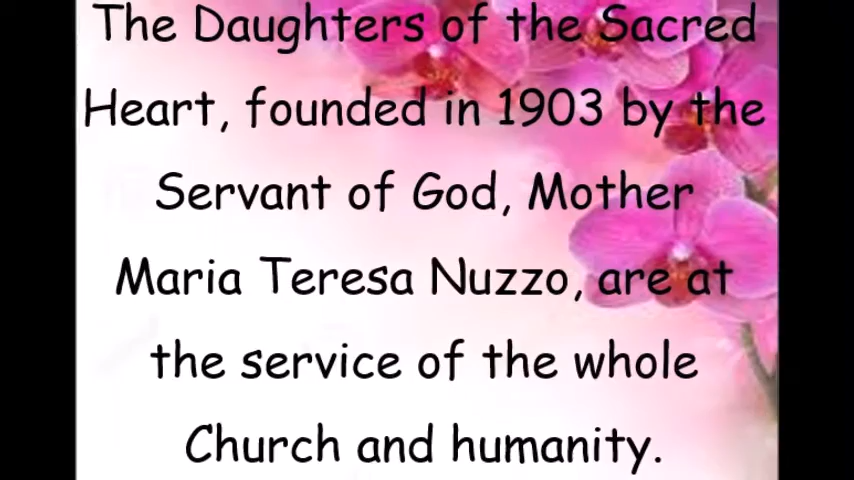 The Daughters of the Sacred
Heart, founded in 1903 by the
Servant of God, Mother
Maria Teresa Nuzzo, are at
the service of the whole
Church and humanity.